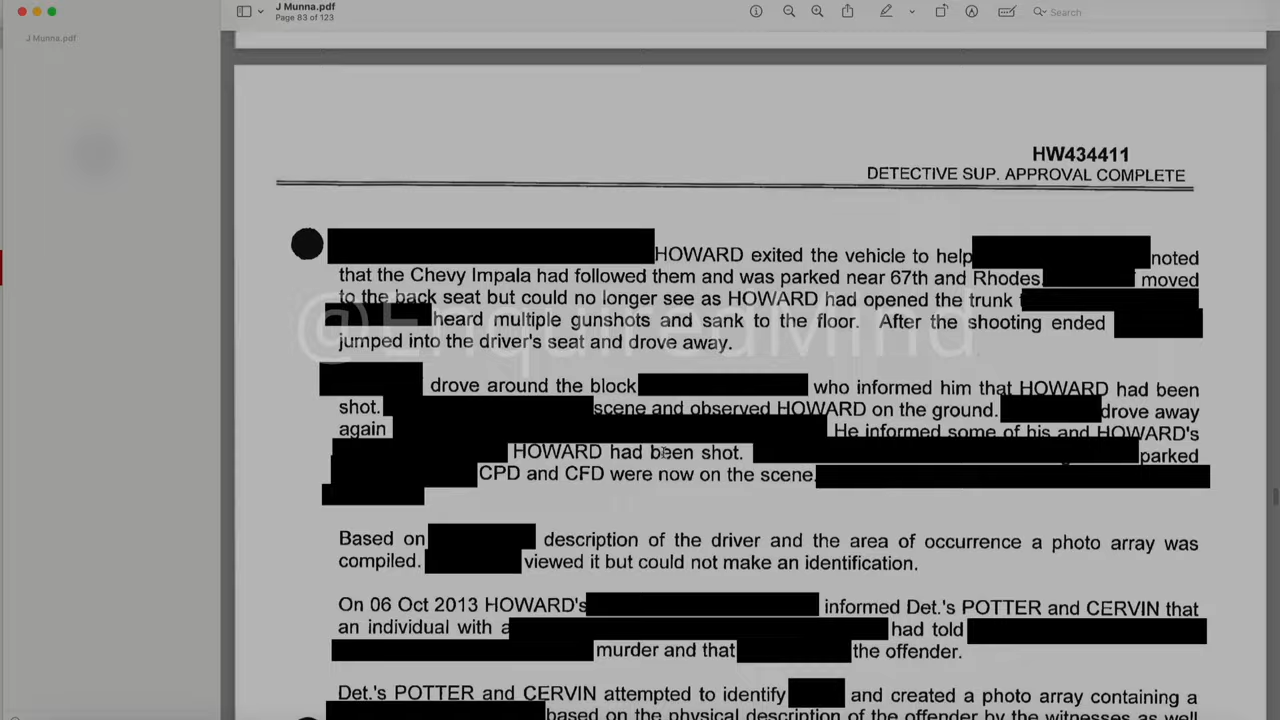 J Munna.pdf
Page 83 of 123
Search
J Munna.pdf
HW434411
DETECTIVE SUP. APPROVAL COMPLETE
HOWARD exited the vehicle to help noted
that the Chevy Impala had followed them and was parked near 67th and Rhodes. moved
to the back seat but could no longer see as HOWARD had opened the trunk
heard multiple gunshots and sank to the floor. After the shooting ended
jumped into the driver's seat and drove away.
@EnquiredMind
drove around the block who informed him that HOWARD had been
shot. scene and observed HOWARD on the ground. drove away
again He informed some of his and HOWARD's
HOWARD had been shot. parked
CPD and CFD were now on the scene.
Based on description of the driver and the area of occurrence a photo array was
compiled. viewed it but could not make an identification.
On 06 Oct 2013 HOWARD's informed Det.'s POTTER and CERVIN that
an individual with a had told
murder and that the offender.
Det.'s POTTER and CERVIN attempted to identify and created a photo array containing a
based on the physical description of the offender by the witnesses as well